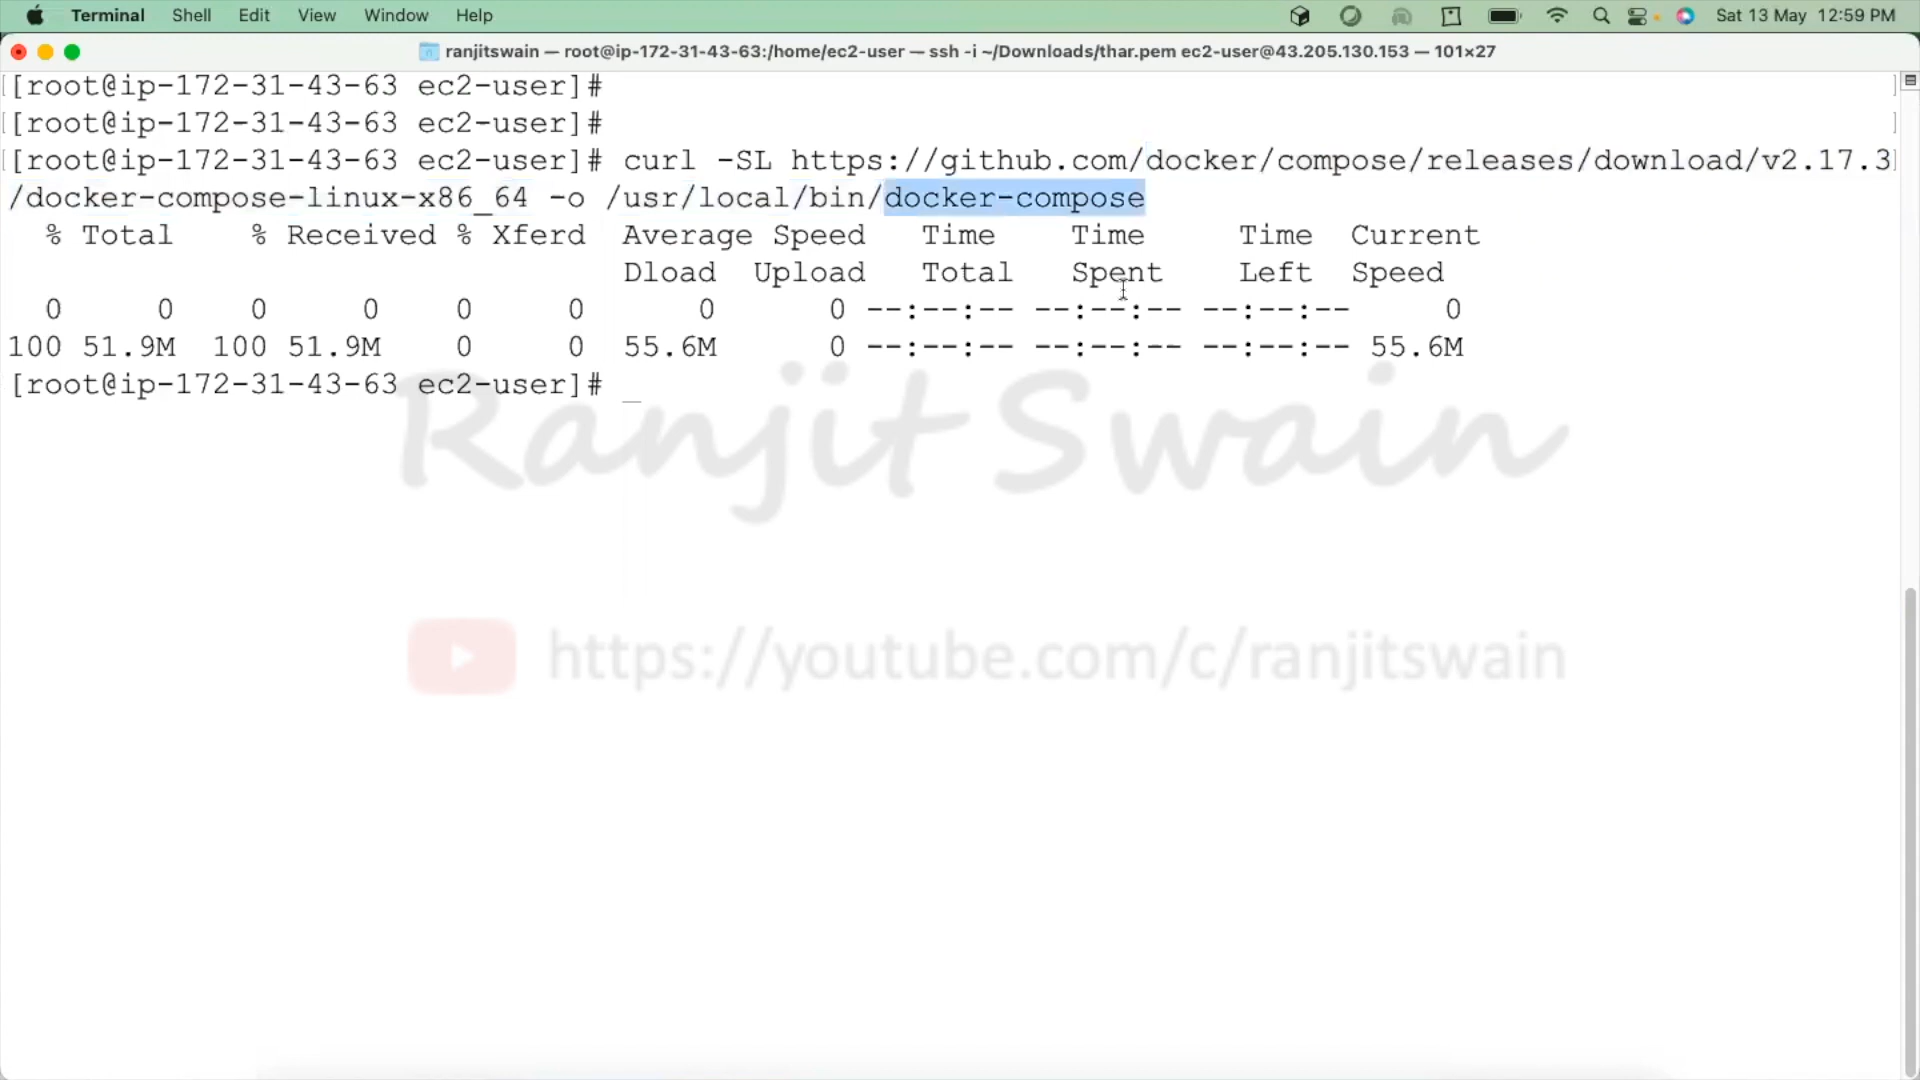 Terminal Shell Edit View Window Help Sat 13 May 12:59 PM
ranjitswain — root@ip-172-31-43-63:/home/ec2-user — ssh -i ~/Downloads/thar.pem ec2-user@43.205.130.153 — 101×27
[[root@ip-172-31-43-63 ec2-user]# ]
[[root@ip-172-31-43-63 ec2-user]# ]
[[root@ip-172-31-43-63 ec2-user]# curl -SL https://github.com/docker/compose/releases/download/v2.17.3]
/docker-compose-linux-x86_64 -o /usr/local/bin/docker-compose
% Total % Received % Xferd Average Speed Time Time Time Current
Dload Upload Total Spent Left Speed
0 0 0 0 0 0 0 0 --:--:-- --:--:-- --:--:-- 0
100 51.9M 100 51.9M 0 0 55.6M 0 --:--:-- --:--:-- --:--:-- 55.6M
[root@ip-172-31-43-63 ec2-user]# _
Ranjit Swain
https://youtube.com/c/ranjitswain